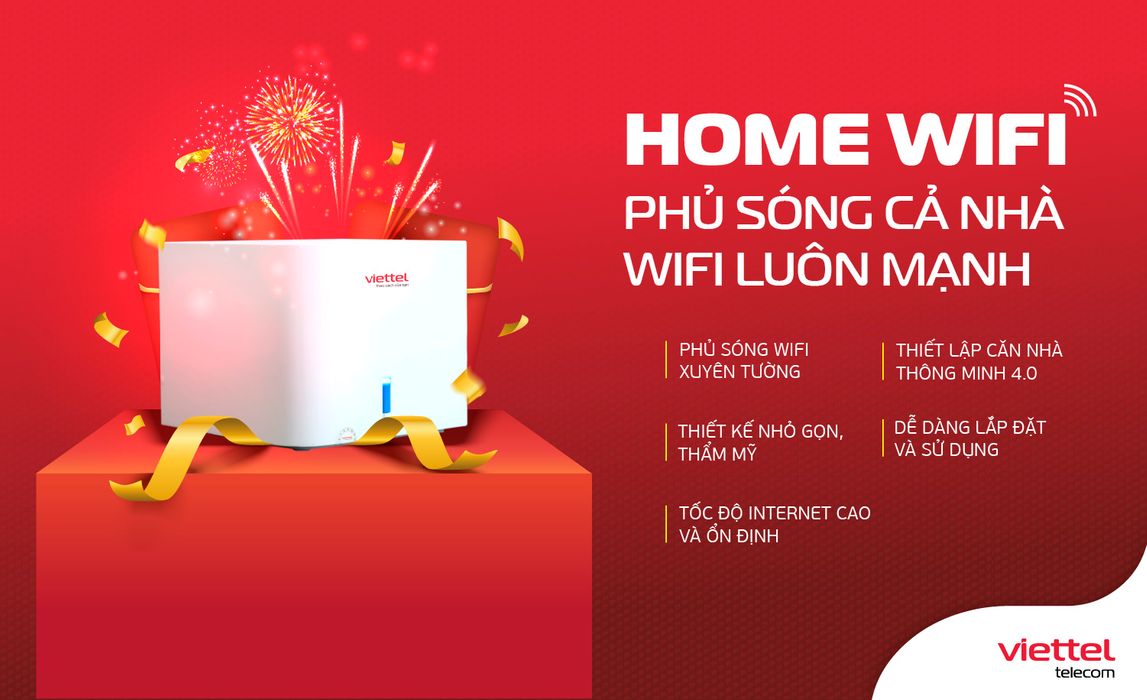 HOME WIFI
PHỦ SÓNG CẢ NHÀ
WIFI LUÔN MẠNH
PHỦ SÓNG WIFI
XUYÊN TƯỜNG
THIẾT LẬP CĂN NHÀ
THÔNG MINH 4.0
THIẾT KẾ NHỎ GỌN,
THẨM MỸ
DỄ DÀNG LẮP ĐẶT
VÀ SỬ DỤNG
TỐC ĐỘ INTERNET CAO
VÀ ỔN ĐỊNH
viettel
viettel
telecom